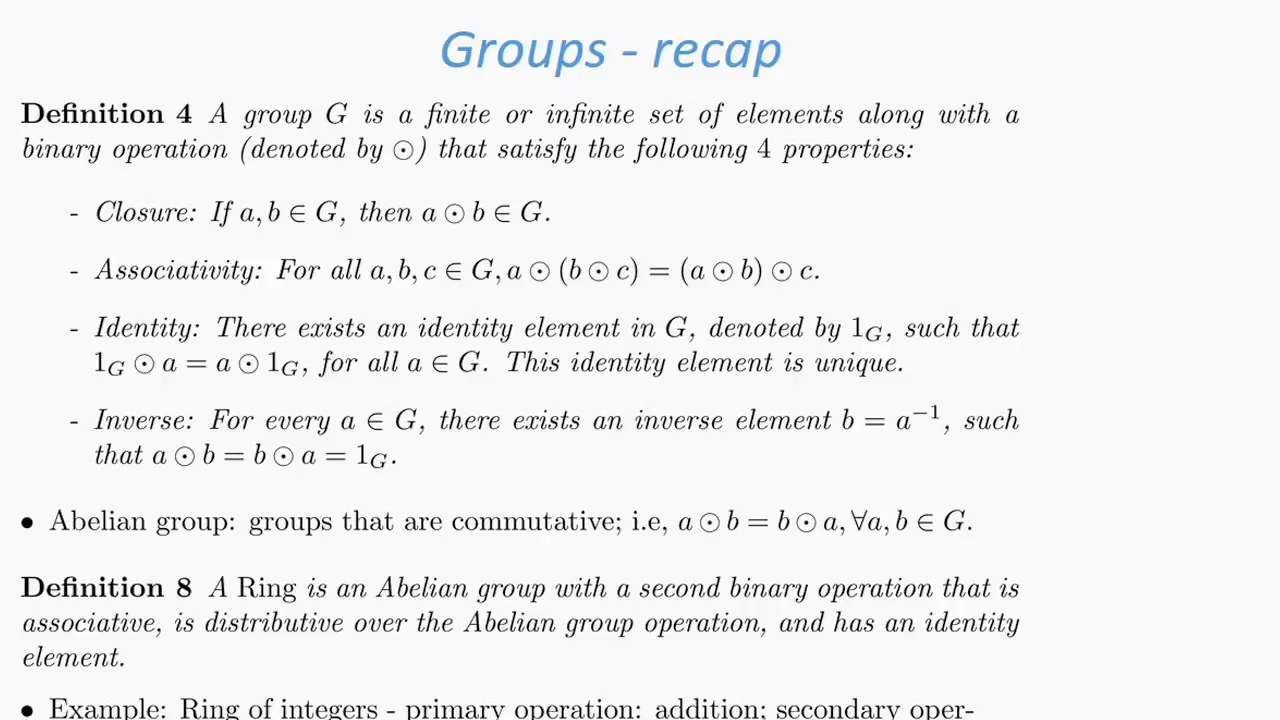 Groups - recap
Definition 4 A group G is a finite or infinite set of elements along with a
binary operation (denoted by ⊙) that satisfy the following 4 properties:
- Closure: If a, b ∈ G, then a ⊙ b ∈ G.
- Associativity: For all a, b, c ∈ G, a ⊙ (b ⊙ c) = (a ⊙ b) ⊙ c.
- Identity: There exists an identity element in G, denoted by 1_G, such that
1_G ⊙ a = a ⊙ 1_G, for all a ∈ G. This identity element is unique.
- Inverse: For every a ∈ G, there exists an inverse element b = a⁻¹, such
that a ⊙ b = b ⊙ a = 1_G.
• Abelian group: groups that are commutative; i.e, a ⊙ b = b ⊙ a, ∀a, b ∈ G.
Definition 8 A Ring is an Abelian group with a second binary operation that is
associative, is distributive over the Abelian group operation, and has an identity
element.
• Example: Ring of integers - primary operation: addition; secondary oper-